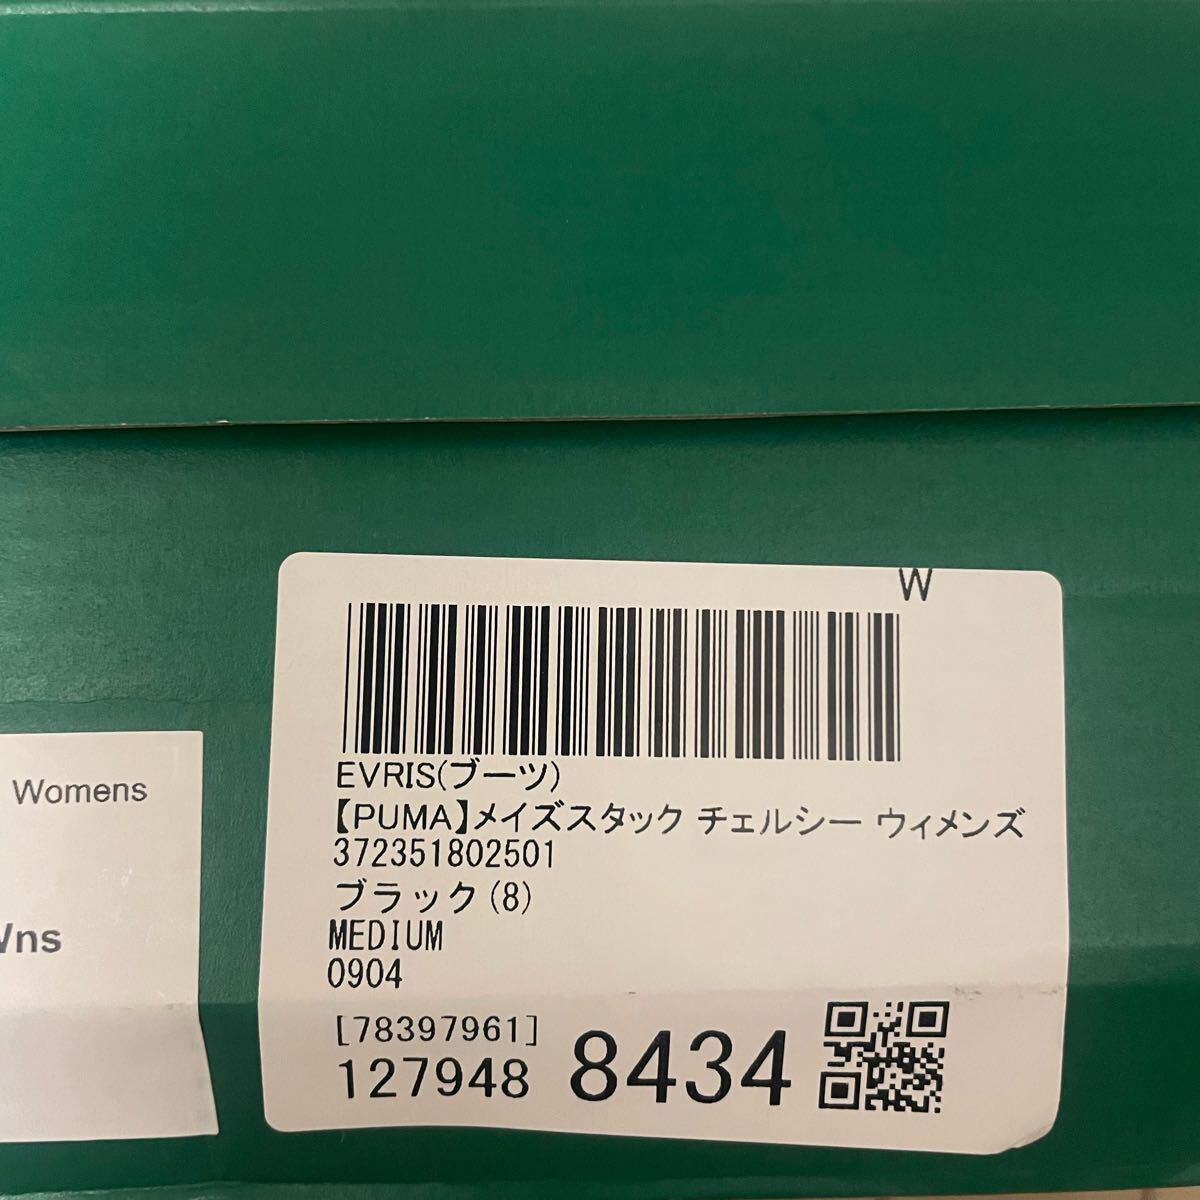 W
EVRIS(ブーツ)
【PUMA】メイズスタック チェルシー ウィメンズ
372351802501
ブラック(8)
MEDIUM
0904
[78397961]
127948 8434
Womens
Wns